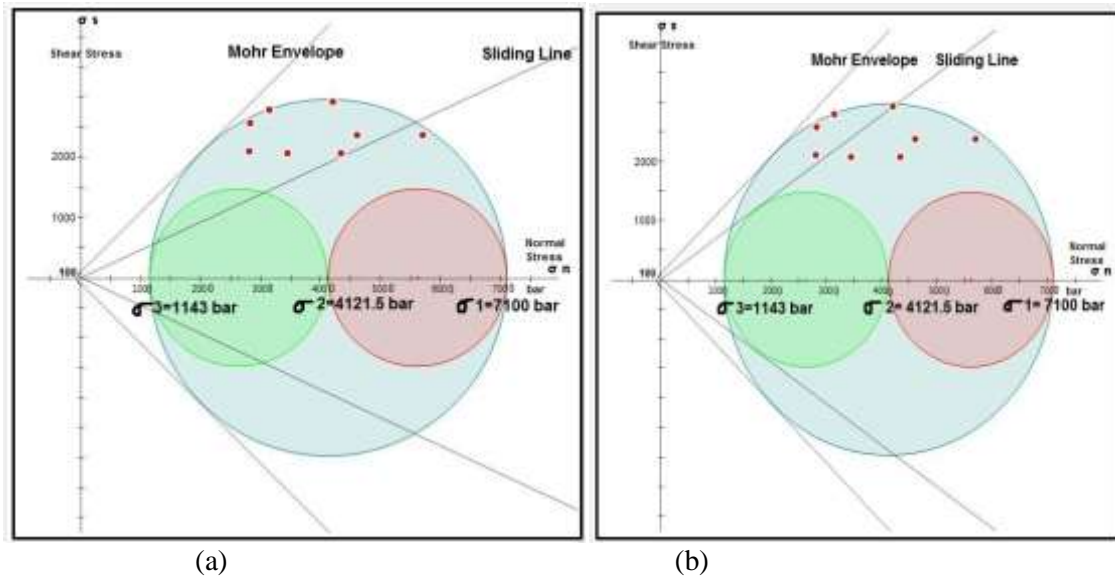 σ s
Shear Stress
Mohr Envelope
Sliding Line
2000
1000
100
1000 2000 3000 4000 5000 6000 7000
Normal
Stress
σ n
bar
σ3=1143 bar
σ 2=4121.5 bar
σ1=7100 bar
(a)
σ s
Shear Stress
Mohr Envelope
Sliding Line
2000
1000
100
1000 2000 3000 4000 5000 6000 7000
Normal
Stress
σ n
bar
σ 3=1143 bar
σ 2= 4121.5 bar
σ 1= 7100 bar
(b)